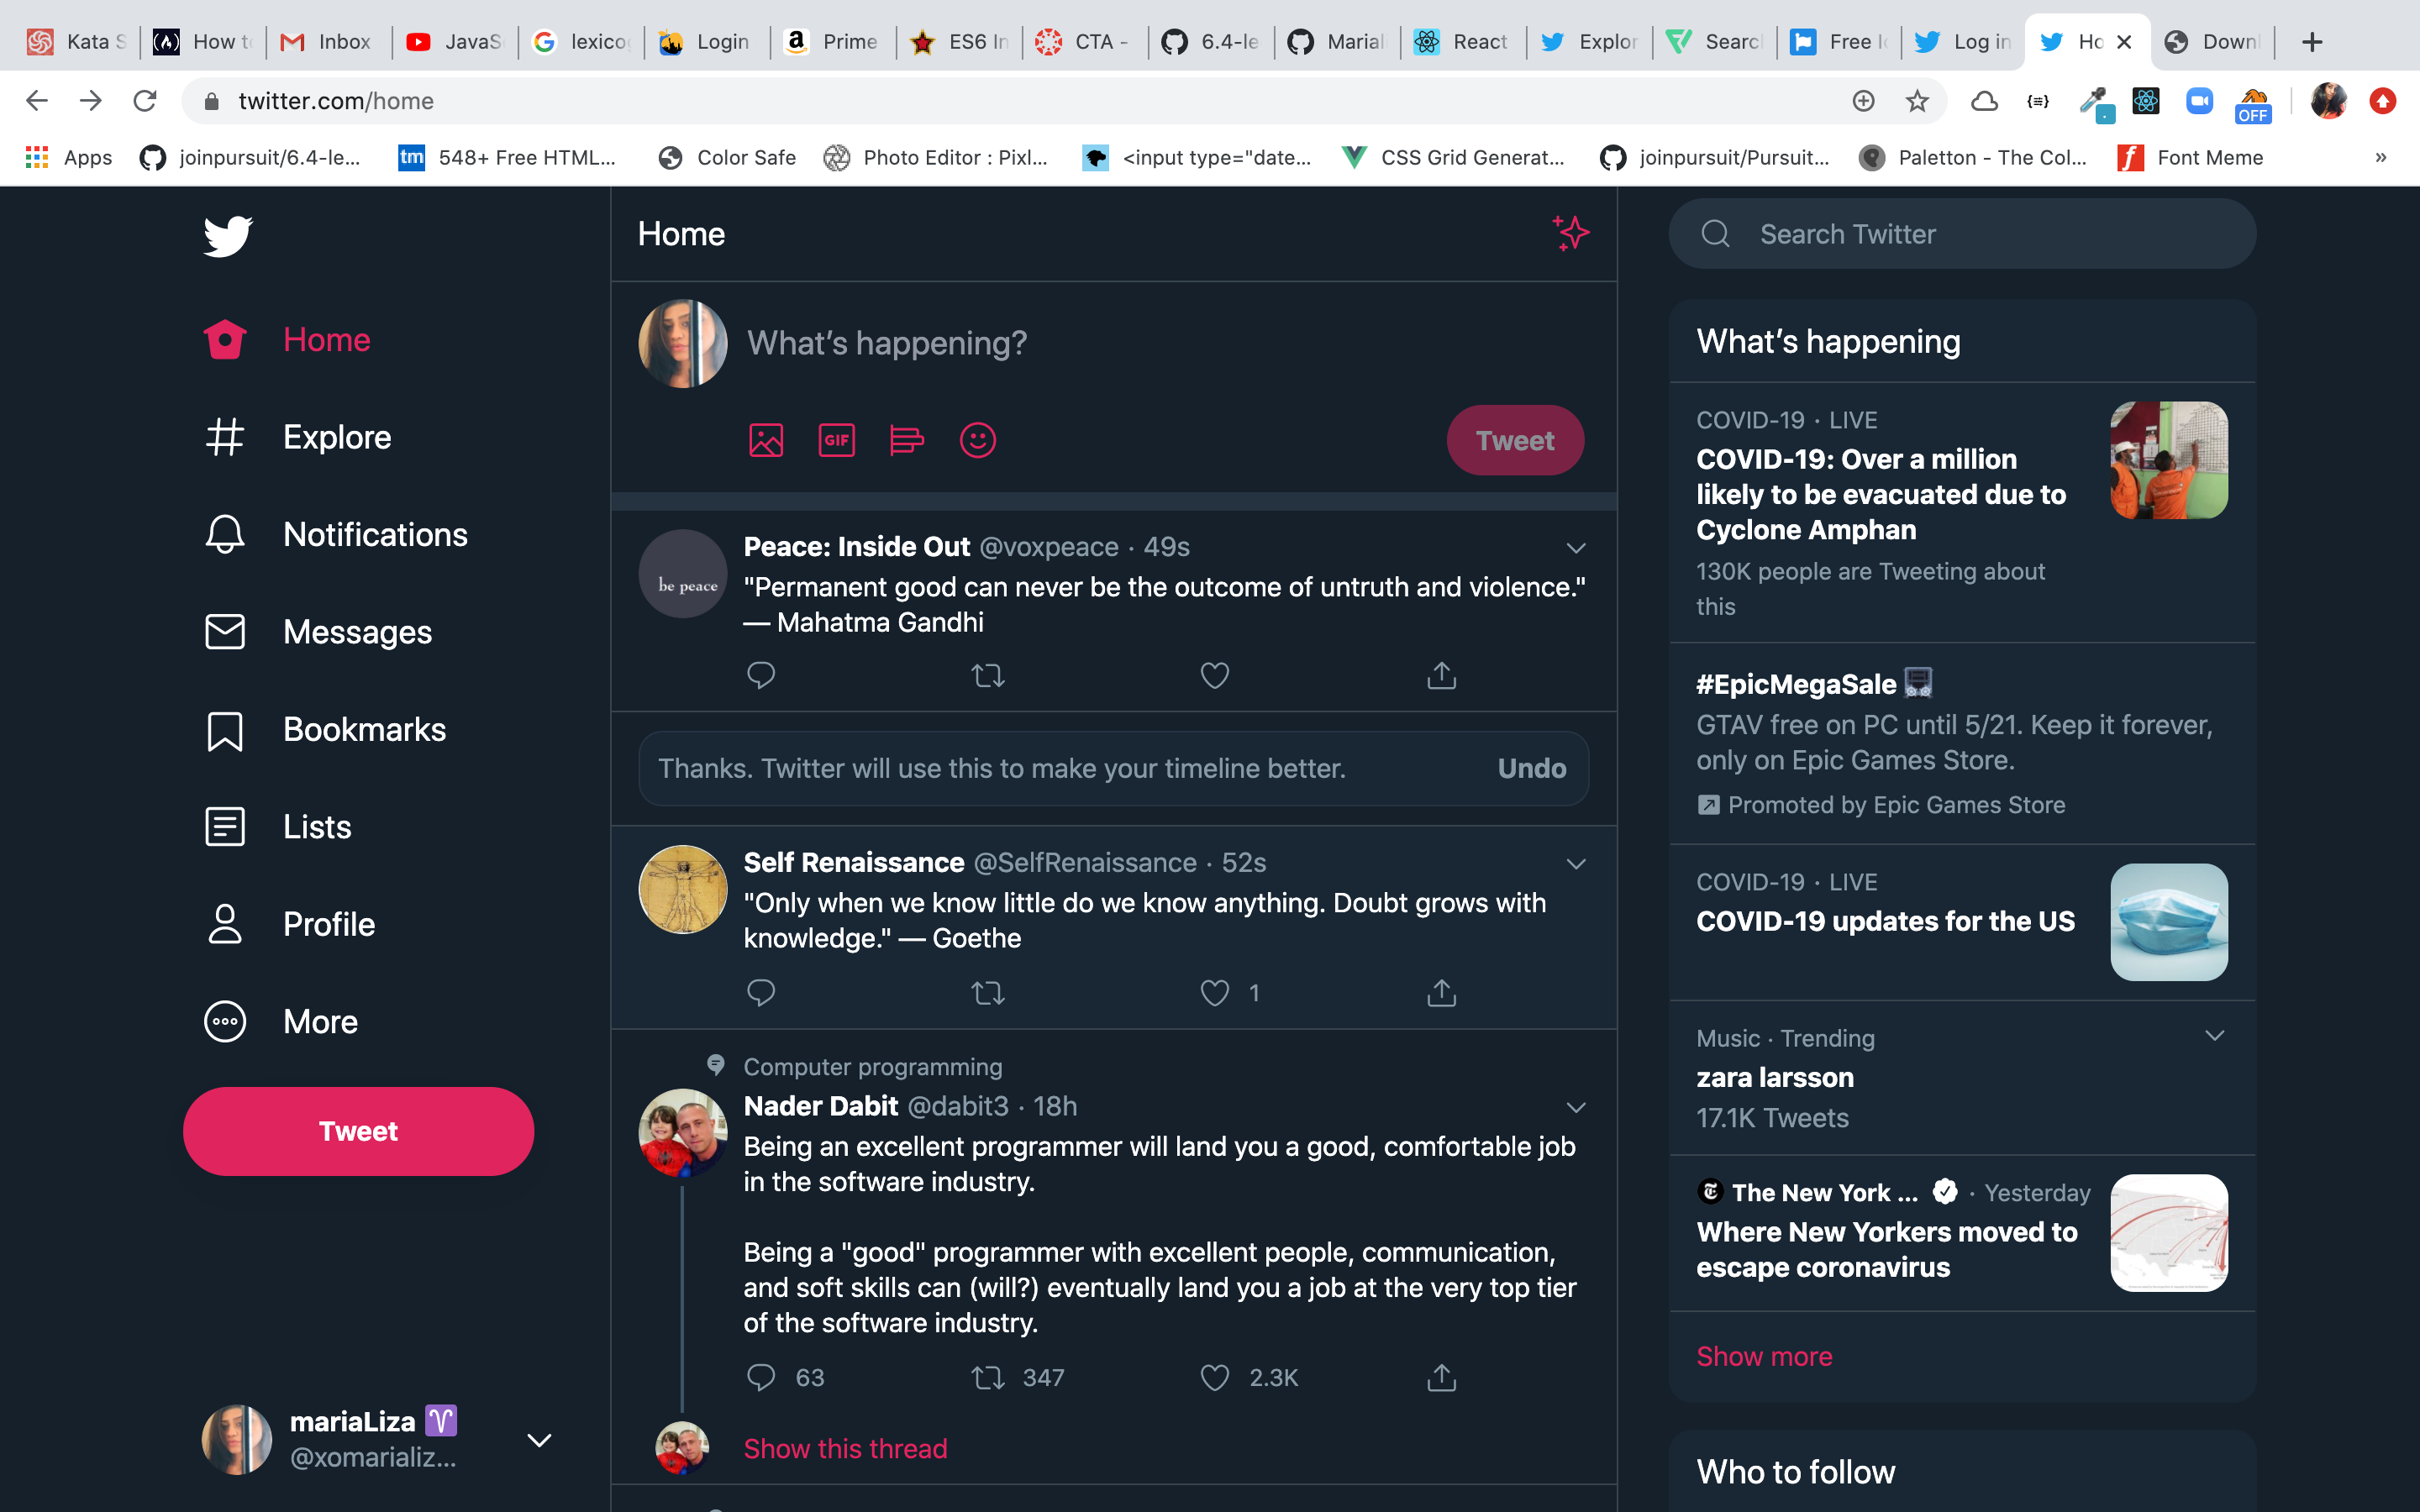 Kata S
How to
Inbox
JavaS
lexico
Login
Prime
ES6 In
CTA -
6.4-le
Marial
React
Explor
Search
Free Ic
Log in
Ho
Downl
twitter.com/home
OFF
Apps
joinpursuit/6.4-le...
tm
548+ Free HTML...
Color Safe
Photo Editor : Pixl...
<input type="date...
CSS Grid Generat...
joinpursuit/Pursuit...
Paletton - The Col...
Font Meme
»
Home
Explore
Notifications
Messages
Bookmarks
Lists
Profile
More
Tweet
mariaLiza ♈
@xomarializ...
Home
What's happening?
GIF
Tweet
be peace
Peace: Inside Out @voxpeace · 49s
"Permanent good can never be the outcome of untruth and violence."
— Mahatma Gandhi
Thanks. Twitter will use this to make your timeline better.
Undo
Self Renaissance @SelfRenaissance · 52s
"Only when we know little do we know anything. Doubt grows with
knowledge." — Goethe
1
Computer programming
Nader Dabit @dabit3 · 18h
Being an excellent programmer will land you a good, comfortable job
in the software industry.
Being a "good" programmer with excellent people, communication,
and soft skills can (will?) eventually land you a job at the very top tier
of the software industry.
63
347
2.3K
Show this thread
Search Twitter
What's happening
COVID-19 · LIVE
COVID-19: Over a million
likely to be evacuated due to
Cyclone Amphan
130K people are Tweeting about
this
#EpicMegaSale
GTAV free on PC until 5/21. Keep it forever,
only on Epic Games Store.
Promoted by Epic Games Store
COVID-19 · LIVE
COVID-19 updates for the US
Music · Trending
zara larsson
17.1K Tweets
The New York ... · Yesterday
Where New Yorkers moved to
escape coronavirus
Show more
Who to follow